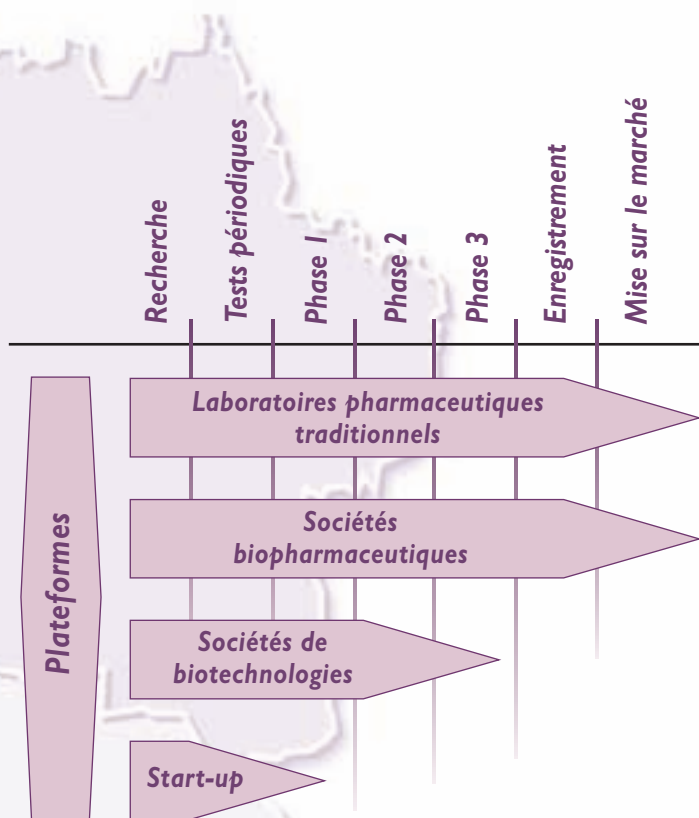 Recherche
Tests périodiques
Phase 1
Phase 2
Phase 3
Enregistrement
Mise sur le marché
Plateformes
Laboratoires pharmaceutiques
traditionnels
Sociétés
biopharmaceutiques
Sociétés de
biotechnologies
Start-up